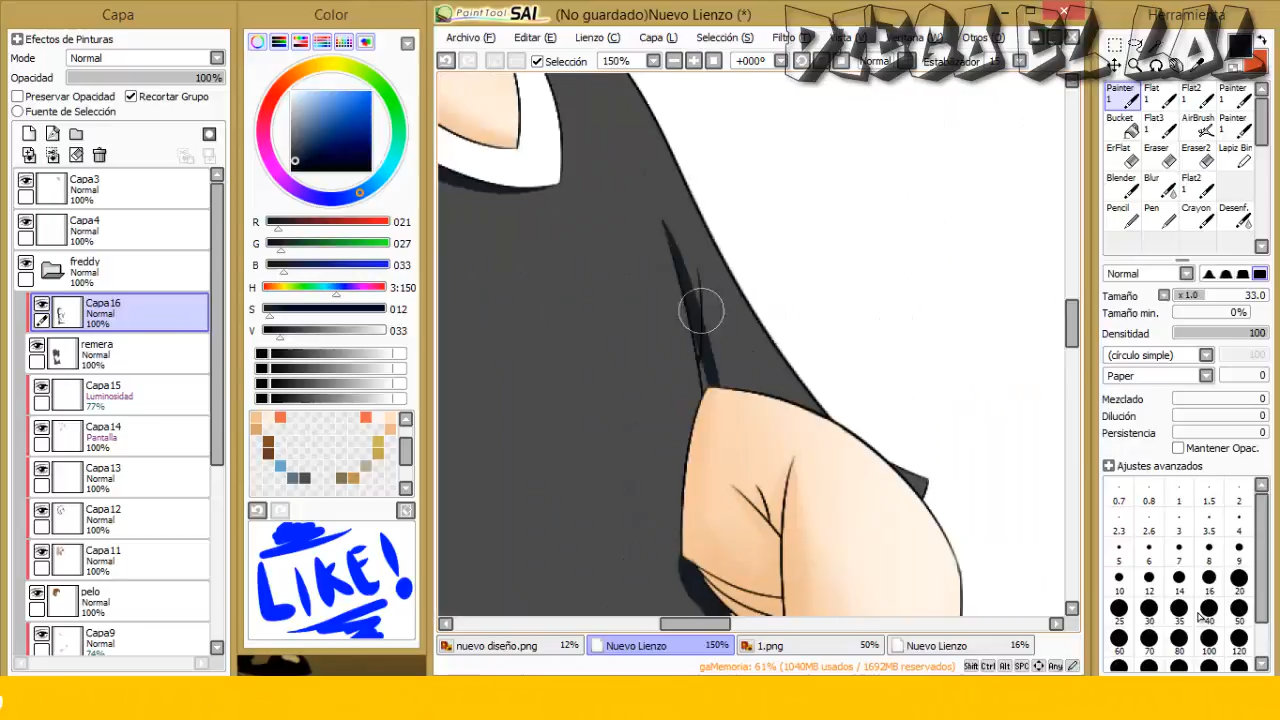 Capa
Color
PaintTool SAI (No guardado)Nuevo Lienzo (*)
Herramienta
DIEGO EL
Efectos de Pinturas
Mode Normal
Opacidad 100%
Preservar Opacidad Recortar Grupo
Fuente de Selección
Capa3
Normal
100%
Capa4
Normal
100%
freddy
Normal
100%
Capa16
Normal
100%
remera
Normal
100%
Capa15
Luminosidad
77%
Capa14
Pantalla
100%
Capa13
Normal
100%
Capa12
Normal
100%
Capa11
Normal
100%
pelo
Normal
100%
Capa9
Normal
74%
R 021
G 027
B 033
H 3:150
S 012
V 033
LIKE!
Archivo (F) Editar (E) Lienzo (C) Capa (L) Selección (S) Filtro (T) Vista (V) Ventana (W) Otros (O)
Selección 150% +000º Normal Estabilizador 15
nuevo diseño.png 12% Nuevo Lienzo 150% 1.png 50% Nuevo Lienzo 16%
gaMemoria: 61% (1040MB usados / 1692MB reservados) Shift Ctrl Alt SPC Any
Painter 1 Flat 1 Flat2 1 Painter 1
Bucket Flat3 1 AirBrush Painter 1
ErFlat Eraser Eraser2 Lapiz Bin
Blender Blur Flat2 1
Pencil Pen Crayon Desenf.
Normal
Tamaño x 1.0 33.0
Tamaño min. 0%
Densidad 100
(círculo simple) 100
Paper 0
Mezclado 0
Dilución 0
Persistencia 0
Mantener Opac.
Ajustes avanzados
0.7 0.8 1 1.5 2
2.3 2.6 3 3.5 4
5 6 7 8 9
10 12 14 16 20
25 30 35 40 50
60 70 80 100 120